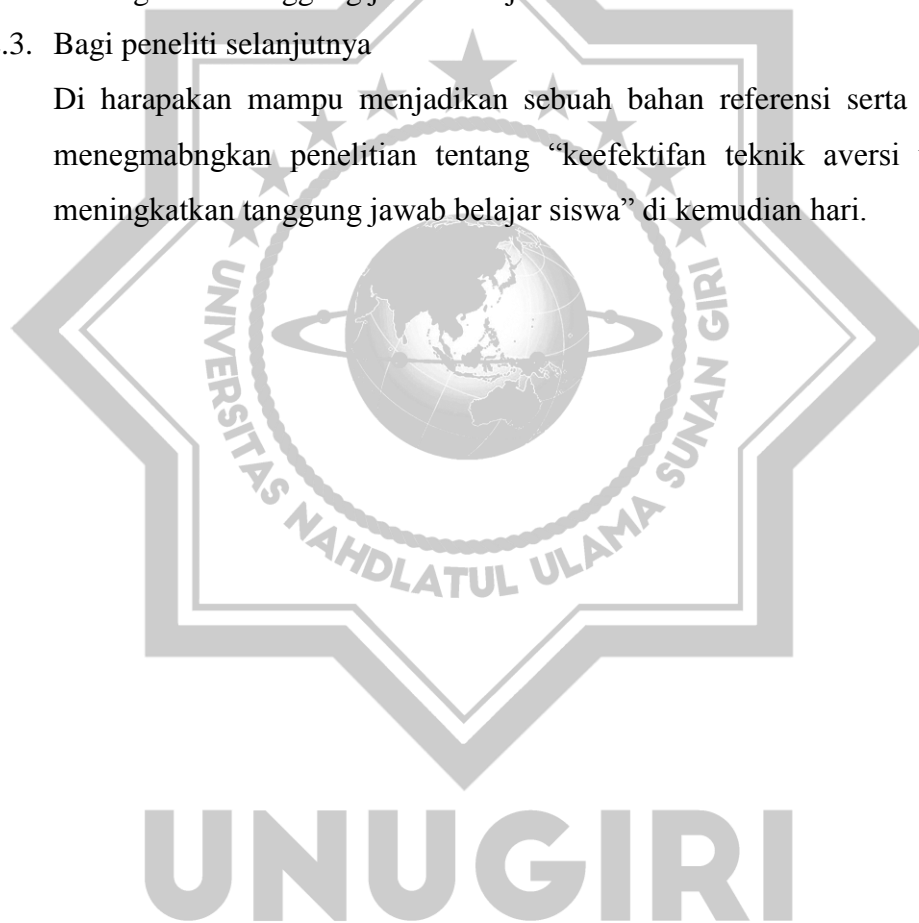 .3. Bagi peneliti selanjutnya
Di harapakan mampu menjadikan sebuah bahan referensi serta
menegmabngkan penelitian tentang “keefektifan teknik aversi
meningkatkan tanggung jawab belajar siswa” di kemudian hari.
UNIVERSITAS NAHDLATUL ULAMA SUNAN GIRI
UNUGIRI